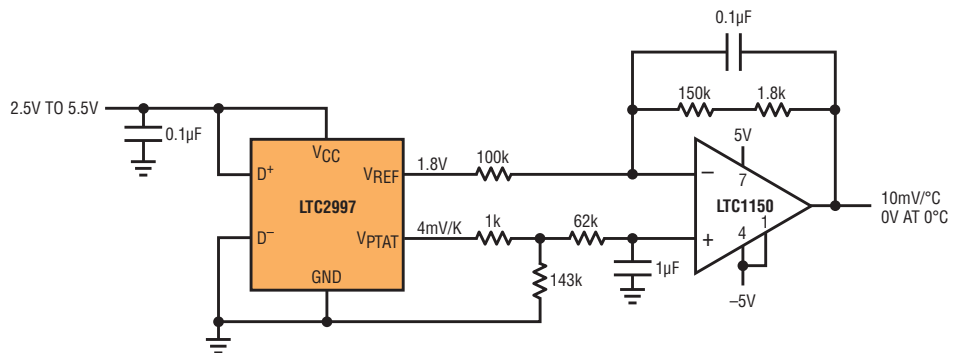 0.1µF
150k
1.8k
2.5V TO 5.5V
0.1µF
VCC
D+
VREF
1.8V
100k
5V
–
7
LTC2997
LTC1150
10mV/°C
0V AT 0°C
D–
VPTAT
4mV/K
1k
62k
+
4
1
GND
143k
1µF
–5V